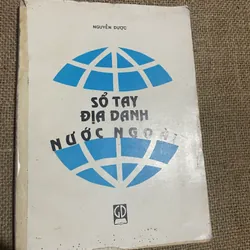 NGUYỄN DƯỢC
SỔ TAY
ĐỊA DANH
NƯỚC NGOÀI
GD